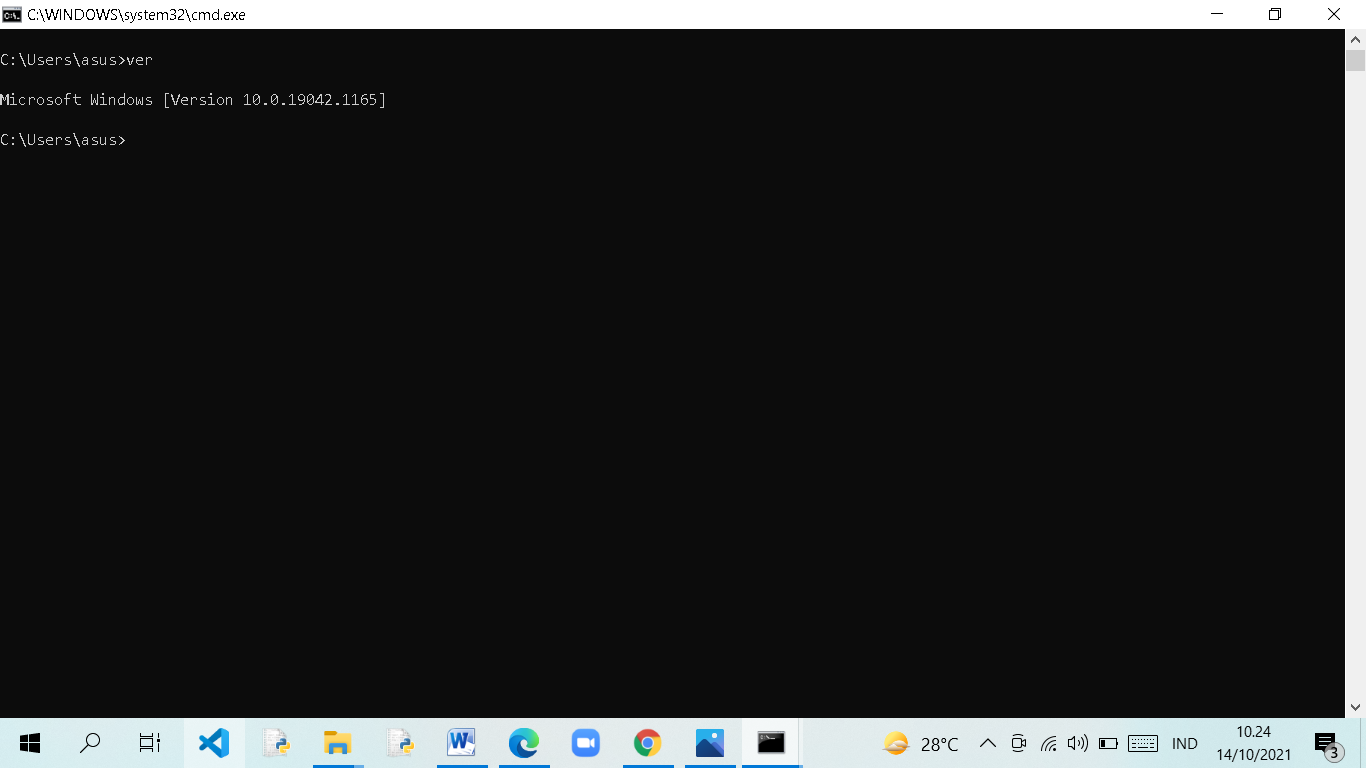 C:\WINDOWS\system32\cmd.exe
C:\Users\asus>ver
Microsoft Windows [Version 10.0.19042.1165]
C:\Users\asus>
28°C
IND
10.24
14/10/2021
3